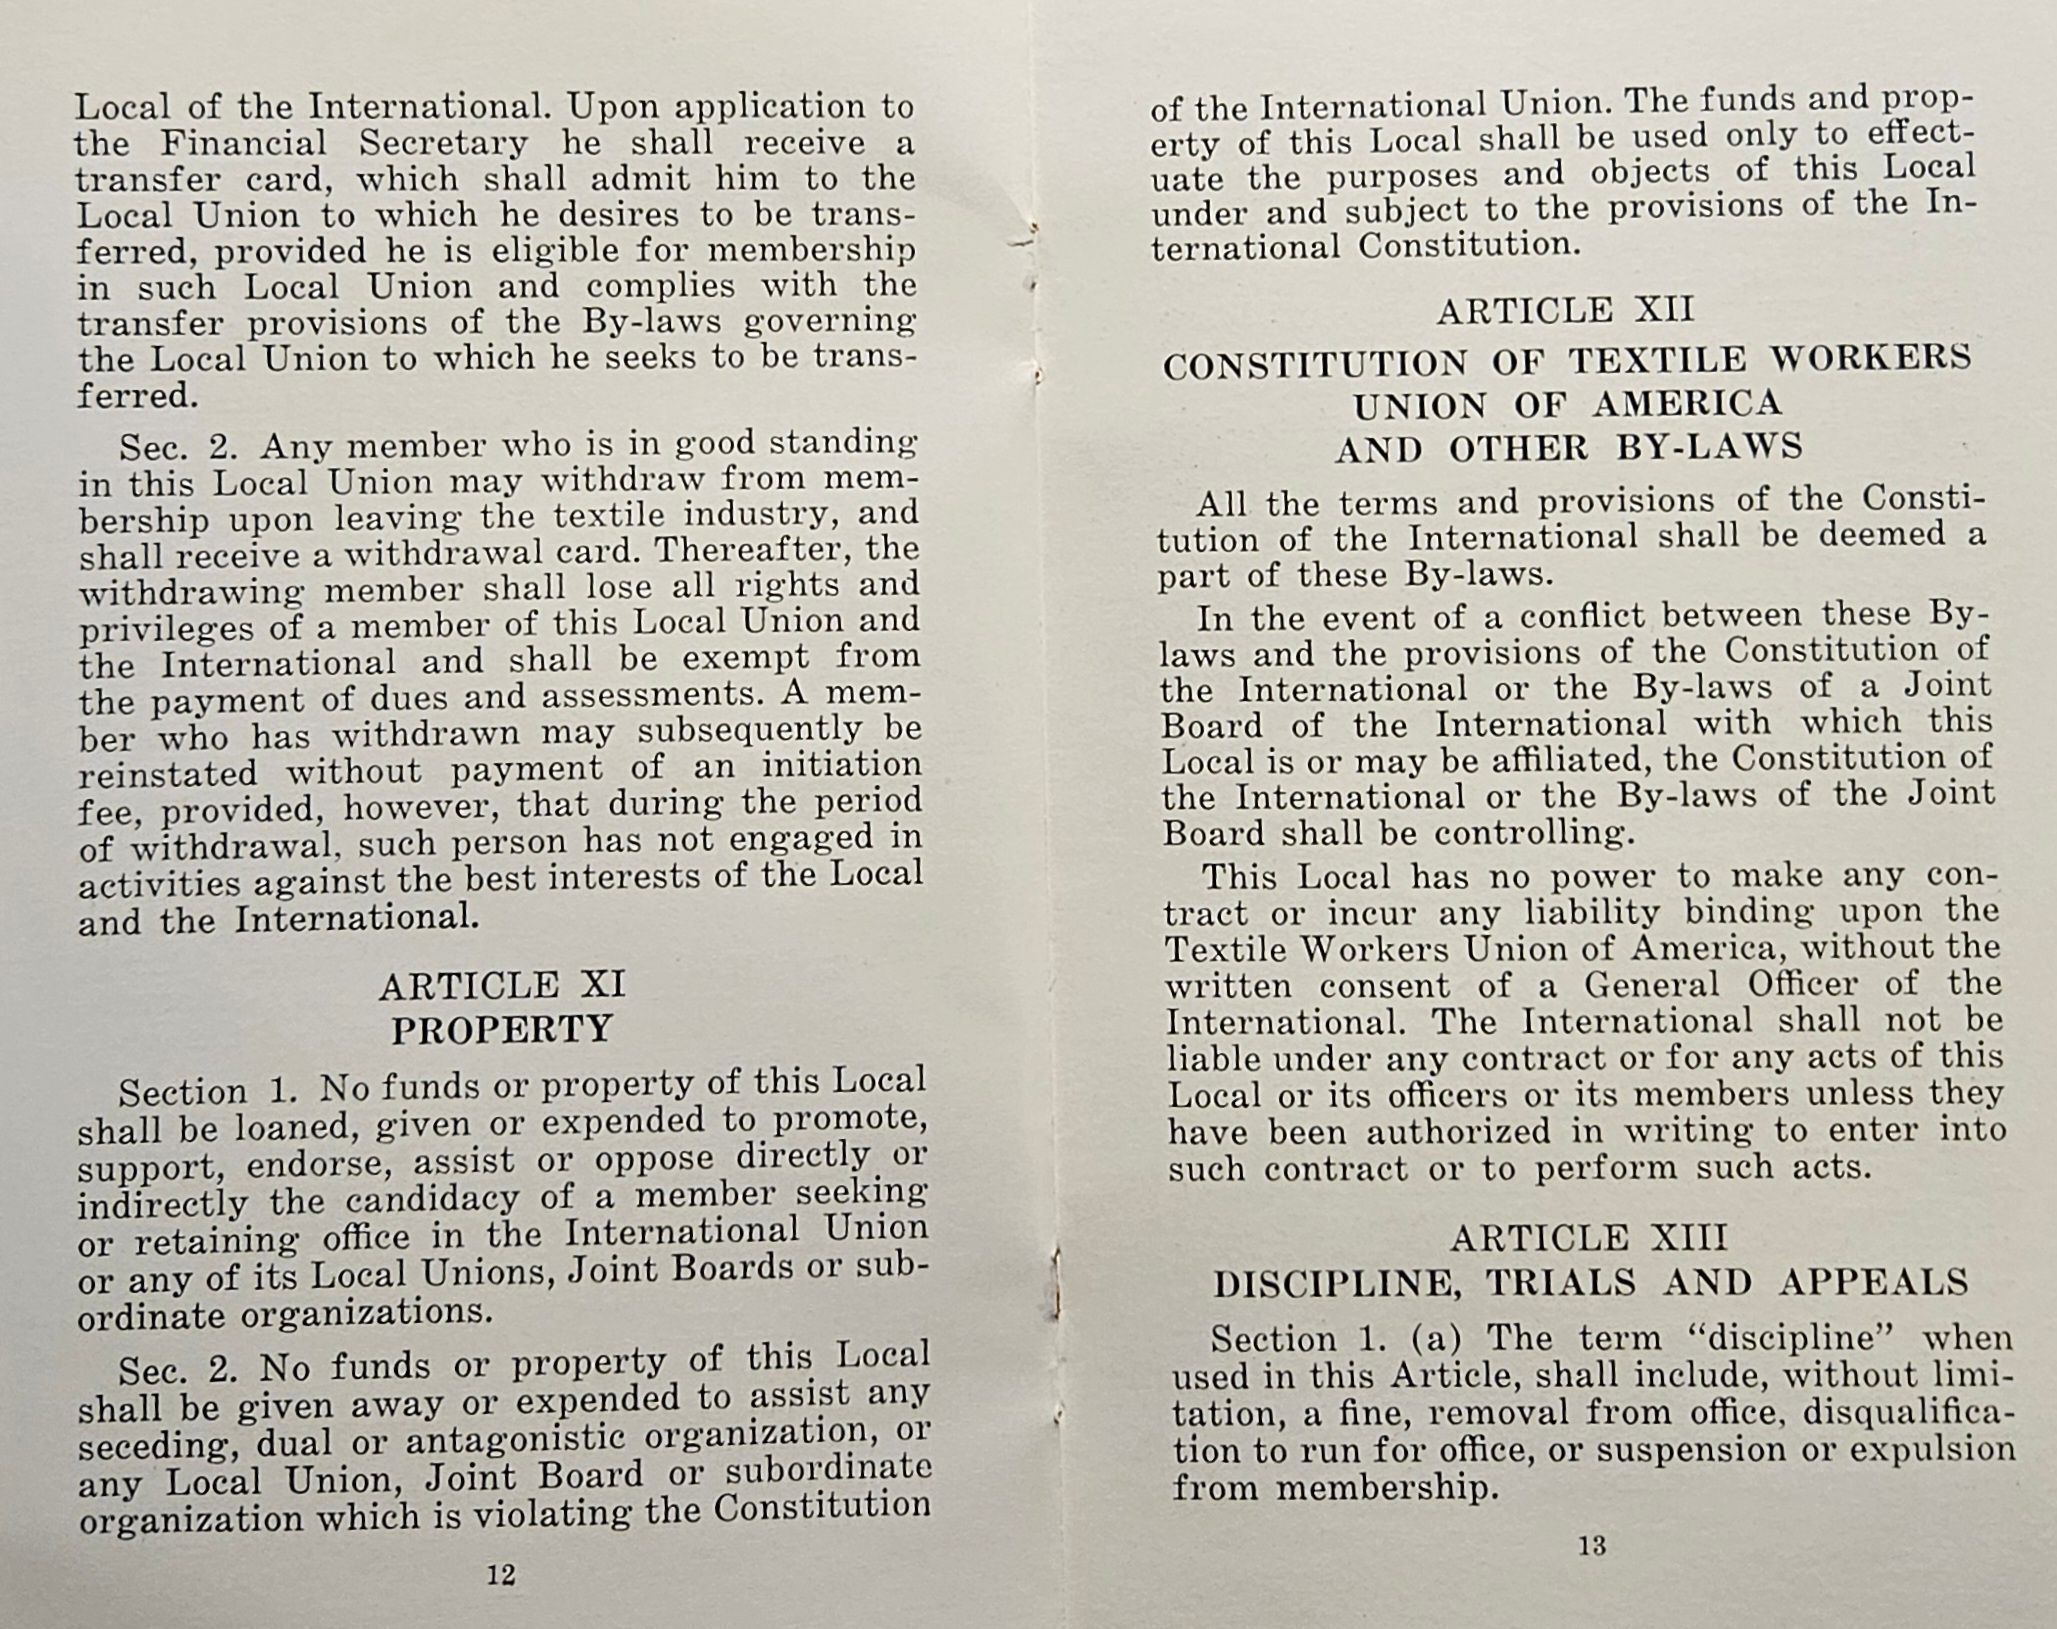 Local of the International. Upon application to
the Financial Secretary he shall receive a
transfer card, which shall admit him to the
Local Union to which he desires to be trans-
ferred, provided he is eligible for membership
in such Local Union and complies with the
transfer provisions of the By-laws governing
the Local Union to which he seeks to be trans-
ferred.
Sec. 2. Any member who is in good standing
in this Local Union may withdraw from mem-
bership upon leaving the textile industry, and
shall receive a withdrawal card. Thereafter, the
withdrawing member shall lose all rights and
privileges of a member of this Local Union and
the International and shall be exempt from
the payment of dues and assessments. A mem-
ber who has withdrawn may subsequently be
reinstated without payment of an initiation
fee, provided, however, that during the period
of withdrawal, such person has not engaged in
activities against the best interests of the Local
and the International.
ARTICLE XI
PROPERTY
Section 1. No funds or property of this Local
shall be loaned, given or expended to promote,
support, endorse, assist or oppose directly or
indirectly the candidacy of a member seeking
or retaining office in the International Union
or any of its Local Unions, Joint Boards or sub-
ordinate organizations.
Sec. 2. No funds or property of this Local
shall be given away or expended to assist any
seceding, dual or antagonistic organization, or
any Local Union, Joint Board or subordinate
organization which is violating the Constitution
12
of the International Union. The funds and prop-
erty of this Local shall be used only to effect-
uate the purposes and objects of this Local
under and subject to the provisions of the In-
ternational Constitution.
ARTICLE XII
CONSTITUTION OF TEXTILE WORKERS
UNION OF AMERICA
AND OTHER BY-LAWS
All the terms and provisions of the Consti-
tution of the International shall be deemed a
part of these By-laws.
In the event of a conflict between these By-
laws and the provisions of the Constitution of
the International or the By-laws of a Joint
Board of the International with which this
Local is or may be affiliated, the Constitution of
the International or the By-laws of the Joint
Board shall be controlling.
This Local has no power to make any con-
tract or incur any liability binding upon the
Textile Workers Union of America, without the
written consent of a General Officer of the
International. The International shall not be
liable under any contract or for any acts of this
Local or its officers or its members unless they
have been authorized in writing to enter into
such contract or to perform such acts.
ARTICLE XIII
DISCIPLINE, TRIALS AND APPEALS
Section 1. (a) The term “discipline” when
used in this Article, shall include, without limi-
tation, a fine, removal from office, disqualifica-
tion to run for office, or suspension or expulsion
from membership.
13